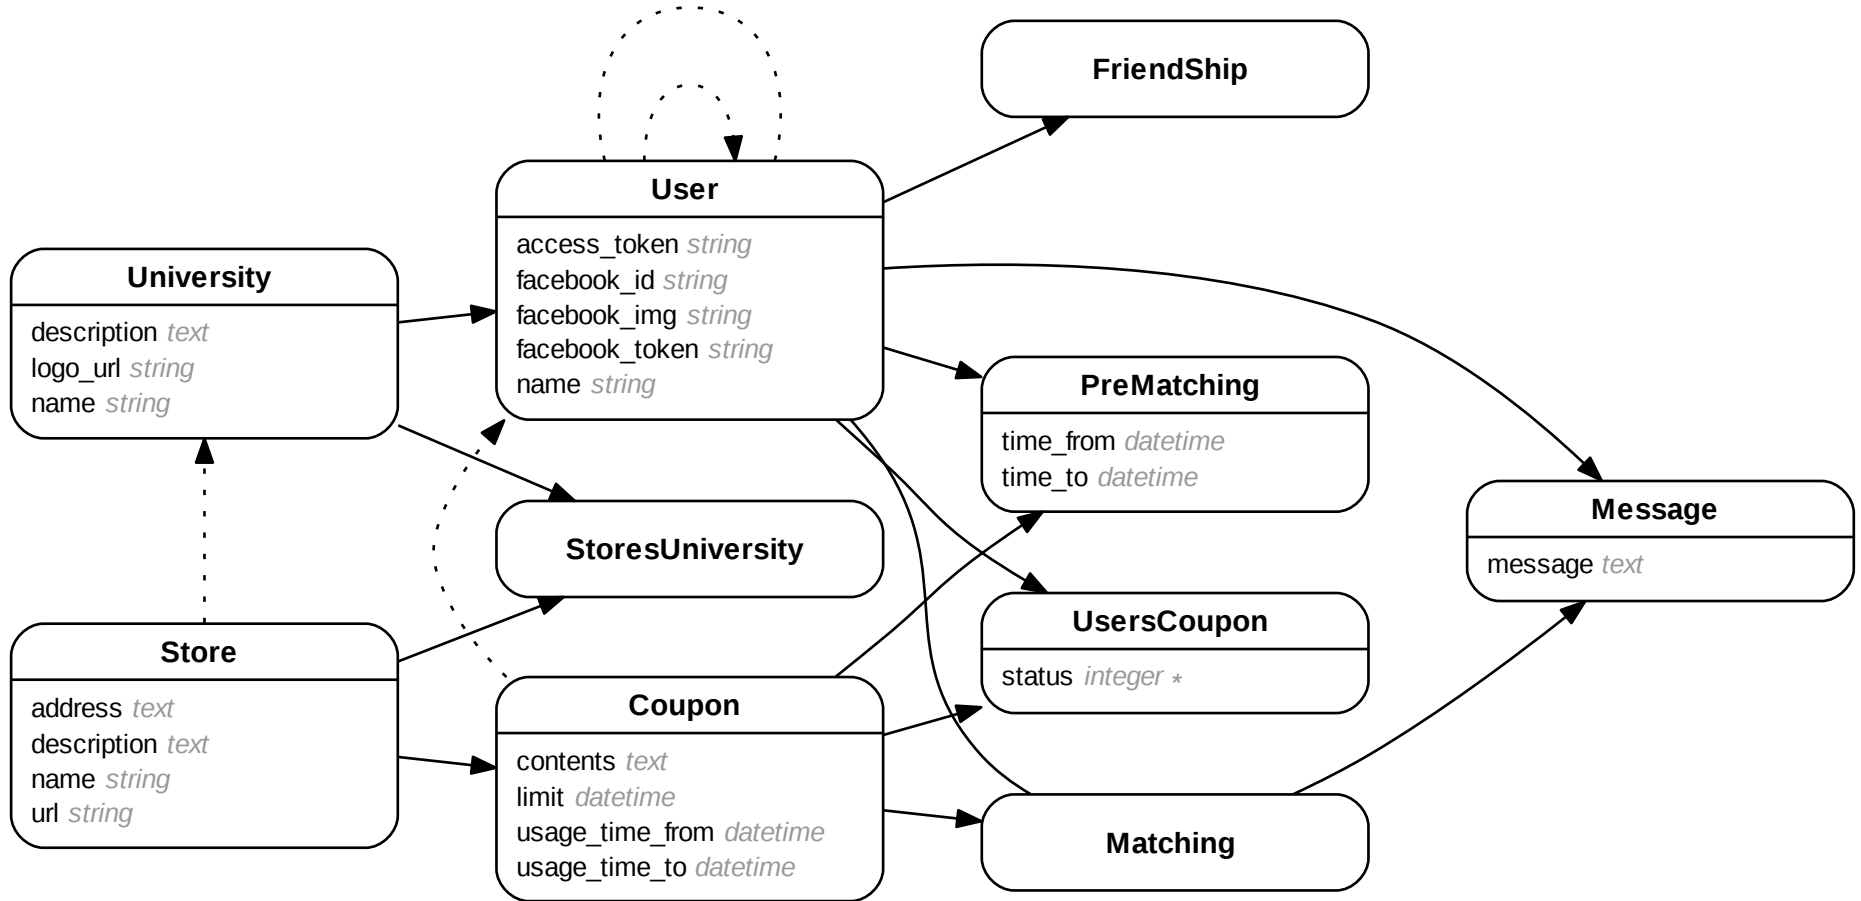 FriendShip
User
access_token string
facebook_id string
facebook_img string
facebook_token string
name string
University
description text
logo_url string
name string
PreMatching
time_from datetime
time_to datetime
Message
message text
StoresUniversity
UsersCoupon
status integer *
Store
address text
description text
name string
url string
Coupon
contents text
limit datetime
usage_time_from datetime
usage_time_to datetime
Matching